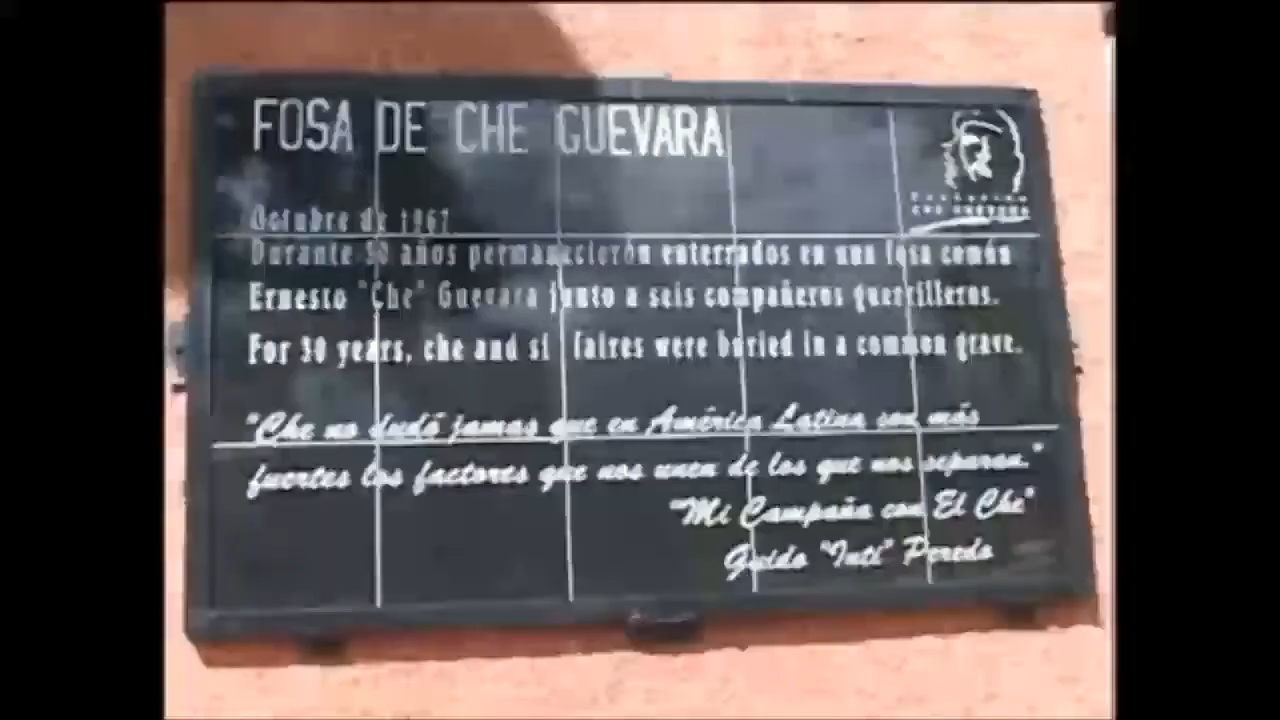 FOSA DE CHE GUEVARA
CHE GUEVARA
Octubre de 1967
Durante 30 años permanecierón enterrados en una fosa común
Ernesto "Che" Guevara junto a seis compañeros guerrilleros.
For 30 years, che and were buried in a common grave.
"Che no dudó jamas que en América Latina son más
fuertes los factores que nos unen de los que nos separan."
"Mi Campaña con El Che"
Guido "Inti" Peredo